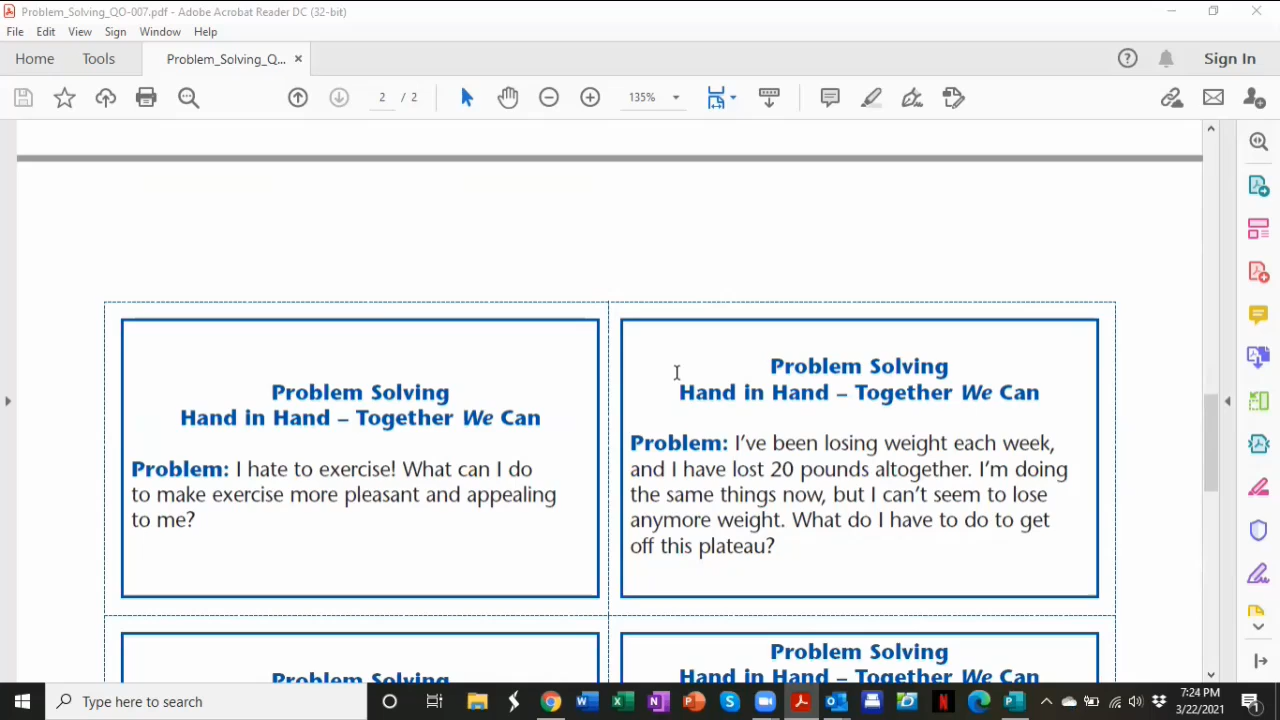 Problem_Solving_QO-007.pdf - Adobe Acrobat Reader DC (32-bit)
File Edit View Sign Window Help
Home Tools Problem_Solving_Q... × Sign In
2 / 2 135%
Problem Solving
Hand in Hand – Together We Can
Problem: I hate to exercise! What can I do
to make exercise more pleasant and appealing
to me?
Problem Solving
Hand in Hand – Together We Can
Problem: I’ve been losing weight each week,
and I have lost 20 pounds altogether. I’m doing
the same things now, but I can’t seem to lose
anymore weight. What do I have to do to get
off this plateau?
Problem Solving
Problem Solving
Hand in Hand – Together We Can
Type here to search
7:24 PM
3/22/2021